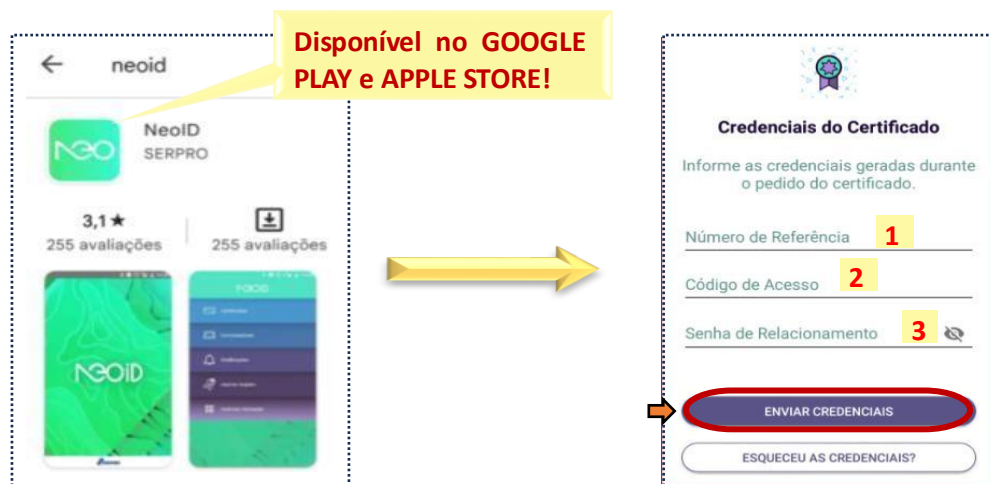 Disponível no GOOGLE
PLAY e APPLE STORE!
neoid
NEO
NeoID
SERPRO
3,1★
255 avaliações
255 avaliações
NEOID
Credenciais do Certificado
Informe as credenciais geradas durante
o pedido do certificado.
Número de Referência 1
Código de Acesso 2
Senha de Relacionamento 3
ENVIAR CREDENCIAIS
ESQUECEU AS CREDENCIAIS?